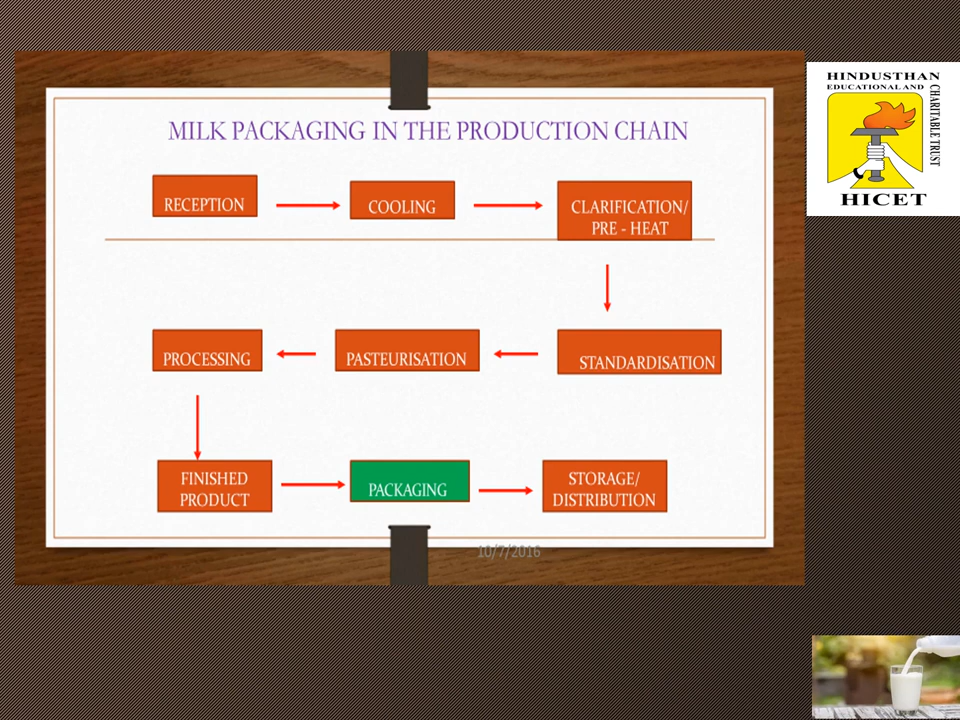 MILK PACKAGING IN THE PRODUCTION CHAIN
RECEPTION
COOLING
CLARIFICATION/
PRE - HEAT
PROCESSING
PASTEURISATION
STANDARDISATION
FINISHED
PRODUCT
PACKAGING
STORAGE/
DISTRIBUTION
10/7/2016
HINDUSTHAN
EDUCATIONAL AND
CHARITABLE TRUST
HICET